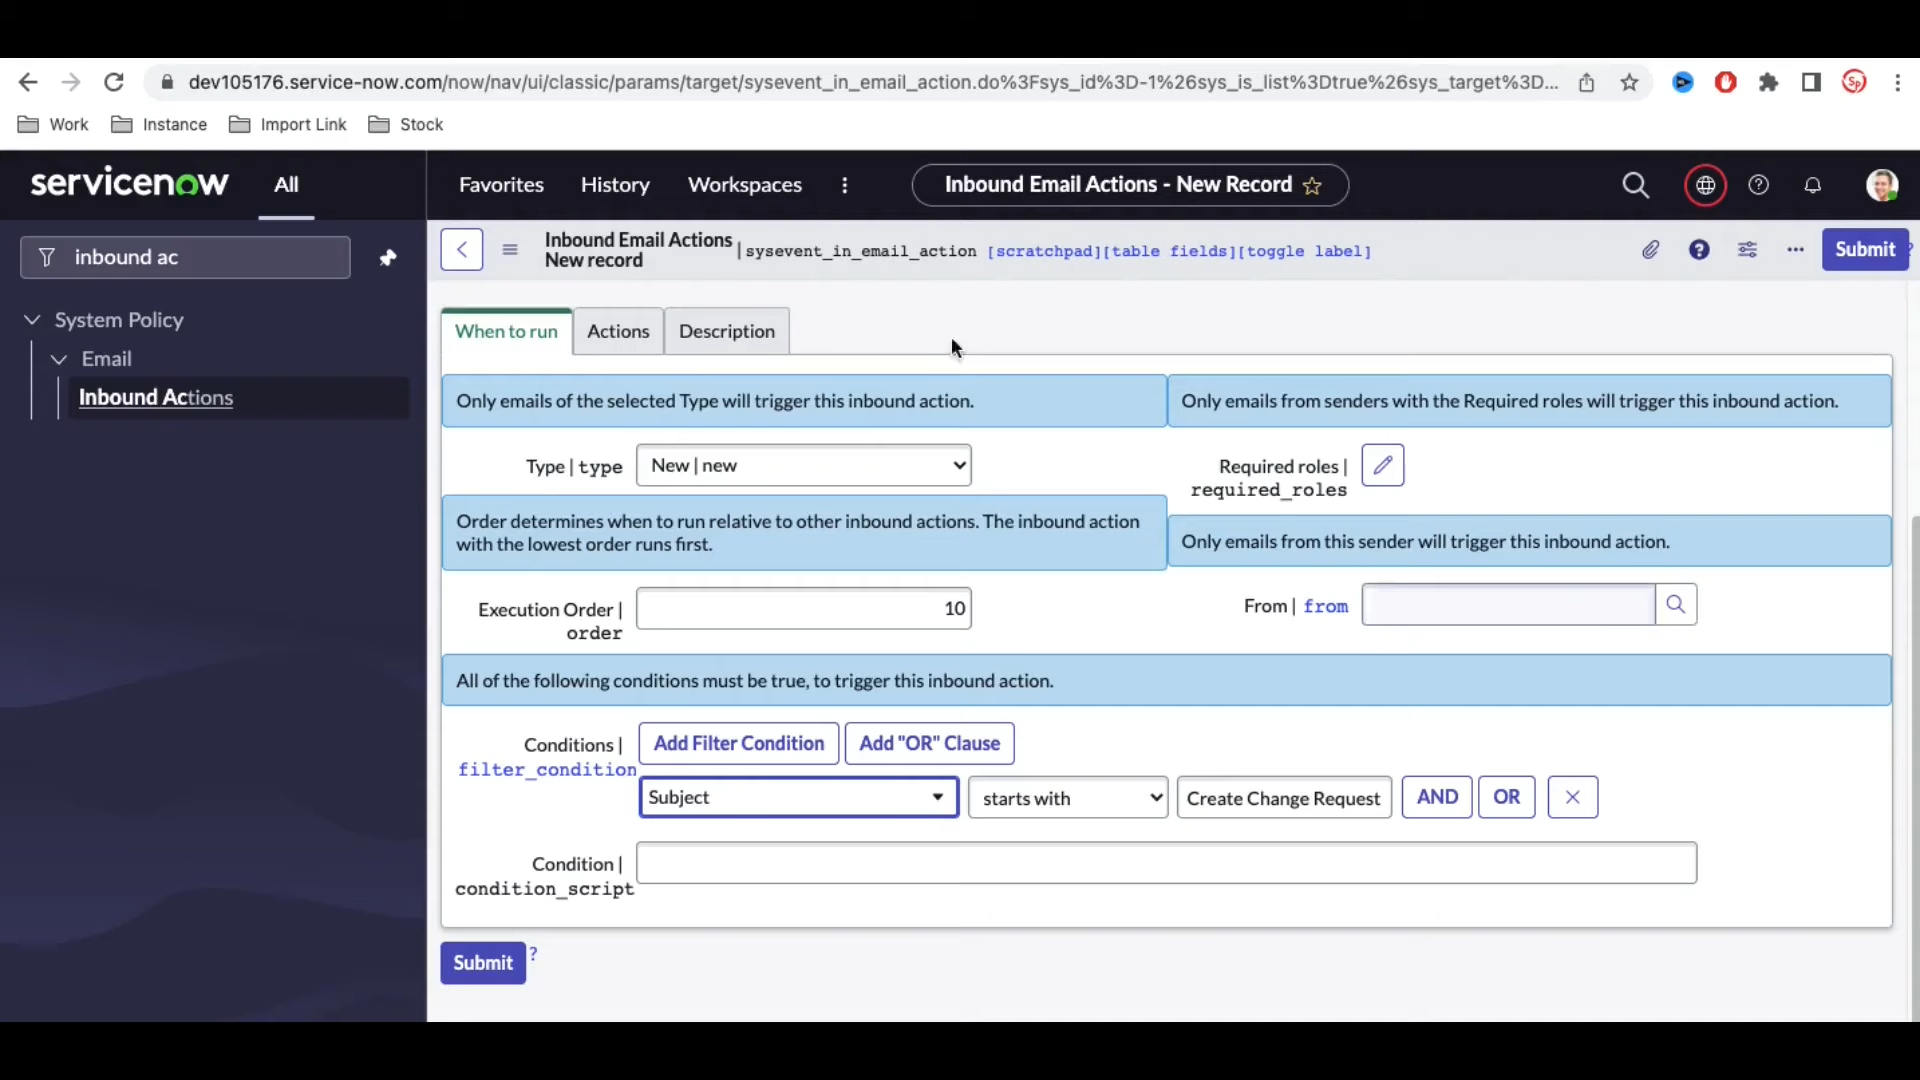 dev105176.service-now.com/now/nav/ui/classic/params/target/sysevent_in_email_action.do%3Fsys_id%3D-1%26sys_is_list%3Dtrue%26sys_target%3D...
Sp
Work Instance Import Link Stock
servicenow All Favorites History Workspaces Inbound Email Actions - New Record
inbound ac
System Policy
Email
Inbound Actions
Inbound Email Actions
New record
|sysevent_in_email_action [scratchpad][table fields][toggle label]
Submit ?
When to run Actions Description
Only emails of the selected Type will trigger this inbound action.
Only emails from senders with the Required roles will trigger this inbound action.
Type | type New | new
Required roles |
required_roles
Order determines when to run relative to other inbound actions. The inbound action
with the lowest order runs first.
Only emails from this sender will trigger this inbound action.
Execution Order |
order
10
From | from
All of the following conditions must be true, to trigger this inbound action.
Conditions |
filter_condition
Add Filter Condition Add "OR" Clause
Subject starts with Create Change Request AND OR
Condition |
condition_script
Submit ?